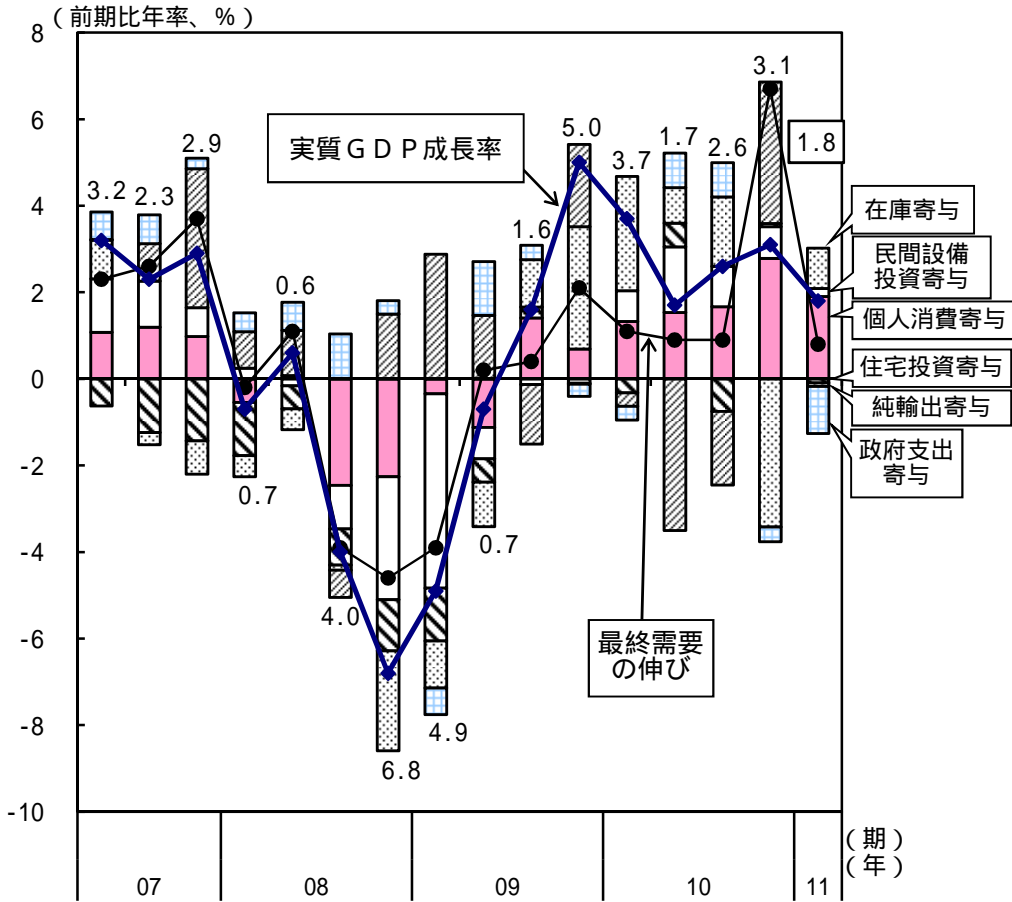 （前期比年率、％）
8
6
4
2
0
-2
-4
-6
-8
-10
3.2
2.3
2.9
0.7
0.6
4.0
6.8
4.9
0.7
1.6
5.0
3.7
1.7
2.6
3.1
1.8
実質ＧＤＰ成長率
最終需要
の伸び
在庫寄与
民間設備
投資寄与
個人消費寄与
住宅投資寄与
純輸出寄与
政府支出
寄与
（期）
（年）
07
08
09
10
11